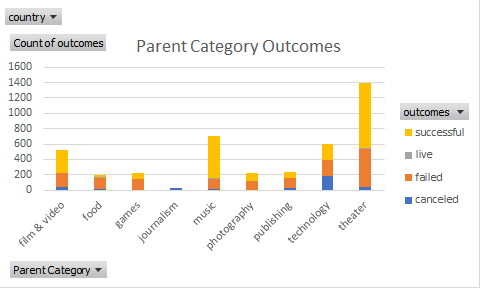 country
Count of outcomes
Parent Category Outcomes
1600
1400
1200
1000
800
600
400
200
0
film & video
food
games
journalism
music
photography
publishing
technology
theater
outcomes
successful
live
failed
canceled
Parent Category